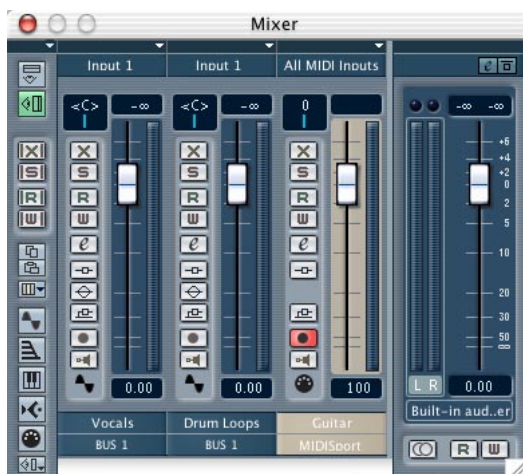 Mixer
Input 1 Input 1 All MIDI Inputs
<C> -∞ <C> -∞ 0 -∞ -∞
X X X
S S S
R R R
W W W
e e e
X
S
R
W
+6
+4
+2
0
2
5
10
20
30
50
∞
L R
0.00 0.00 100 0.00
Vocals Drum Loops Guitar Built-in aud..er
BUS 1 BUS 1 MIDISport
R W